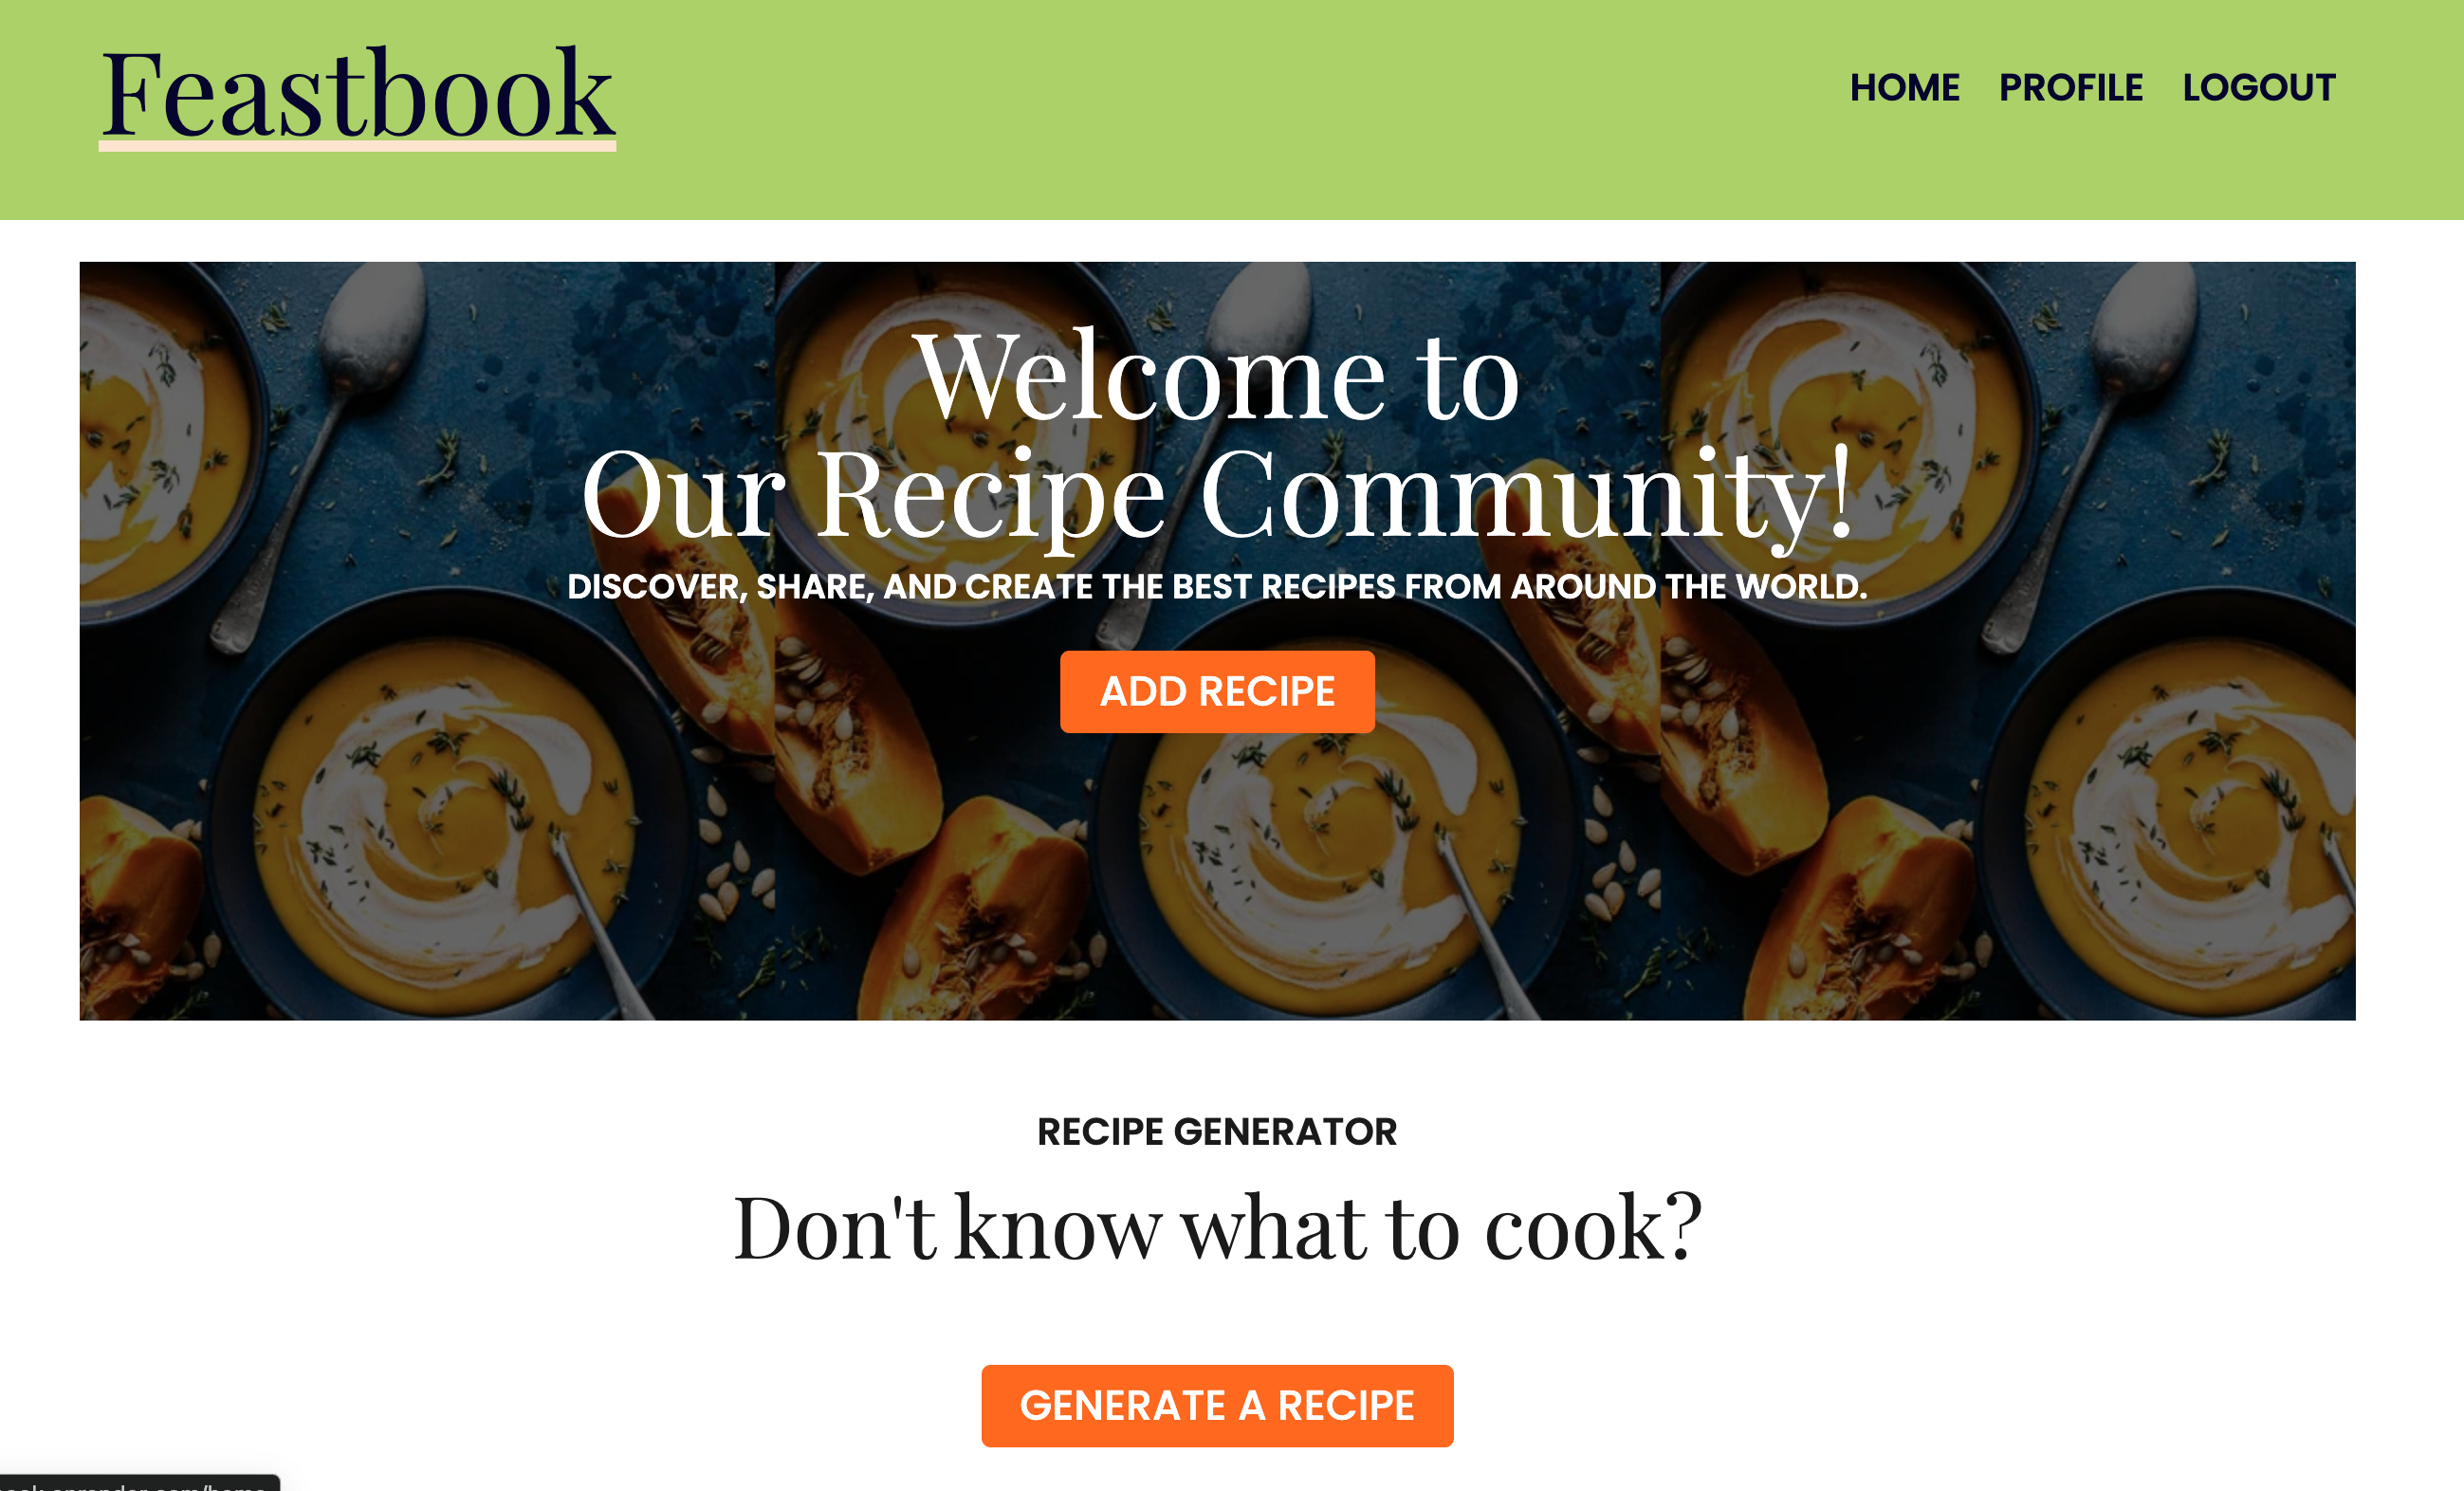 Feastbook
HOME PROFILE LOGOUT
Welcome to
Our Recipe Community!
DISCOVER, SHARE, AND CREATE THE BEST RECIPES FROM AROUND THE WORLD.
ADD RECIPE
RECIPE GENERATOR
Don't know what to cook?
GENERATE A RECIPE